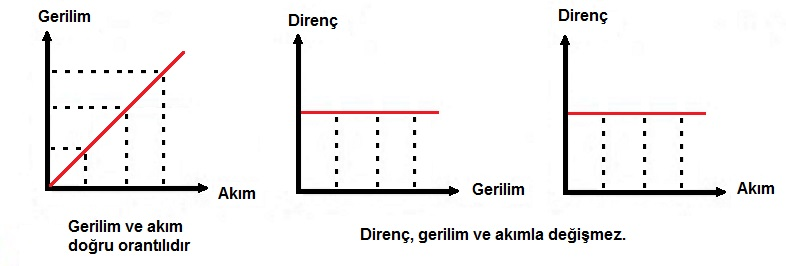 Gerilim
Akım
Gerilim ve akım
doğru orantılıdır
Direnç
Gerilim
Direnç
Akım
Direnç, gerilim ve akımla değişmez.